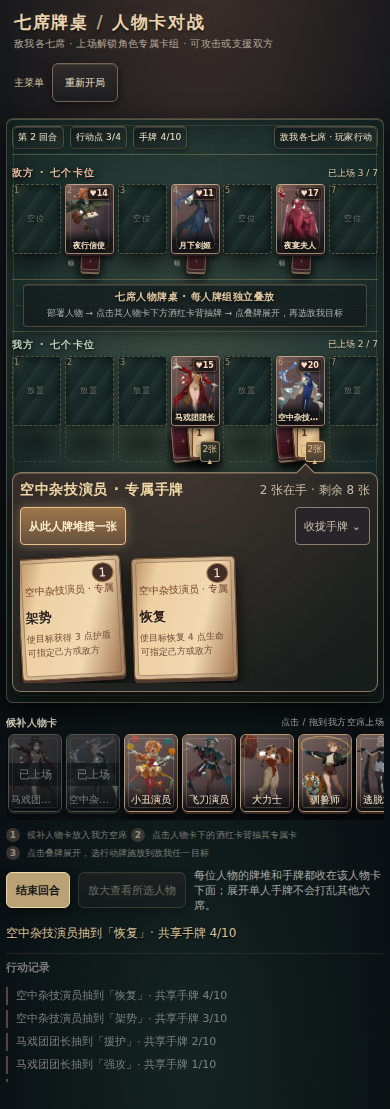 七席牌桌 / 人物卡对战
敌我各七席 · 上场解锁角色专属卡组 · 可攻击或支援双方
主菜单 重新开局
第 2 回合 行动点 3/4 手牌 4/10 敌我各七席 · 玩家行动
敌方 · 七个卡位 已上场 3 / 7
1 2 ♥14 3 4 ♥11 5 6 ♥17 7
空位 空位 空位 空位
夜行信使 月下剑姬 夜宴夫人
七席人物牌桌 · 每人牌组独立叠放
部署人物 → 点击其人物卡下方酒红卡背抽牌 → 点叠牌展开，再选敌我目标
我方 · 七个卡位 已上场 2 / 7
1 2 3 4 ♥15 5 6 ♥20 7
放置 放置 放置 放置 放置
马戏团团长 空中杂技…
1 1
2张 2张
空中杂技演员 · 专属手牌 2 张在手 · 剩余 8 张
从此人牌堆摸一张 收拢手牌 ⌄
1 1
空中杂技演员 · 专属 空中杂技演员 · 专属
架势 恢复
使目标获得 3 点护盾 使目标恢复 4 点生命
可指定己方或敌方 可指定己方或敌方
候补人物卡 点击 / 拖到我方空席上场
已上场 已上场
马戏团… 空中杂… 小丑演员 飞刀演员 大力士 驯兽师 逃脱
1 候补人物卡放入我方空席 2 点击人物卡下的酒红卡背抽其专属卡
3 点击叠牌展开，选行动牌施放到敌我任一目标
结束回合 放大查看所选人物 每位人物的牌堆和手牌都收在该人物卡
下面；展开单人手牌不会打乱其他六
席。
空中杂技演员抽到「恢复」· 共享手牌 4/10
行动记录
空中杂技演员抽到「恢复」· 共享手牌 4/10
空中杂技演员抽到「架势」· 共享手牌 3/10
马戏团团长抽到「援护」· 共享手牌 2/10
马戏团团长抽到「强攻」· 共享手牌 1/10